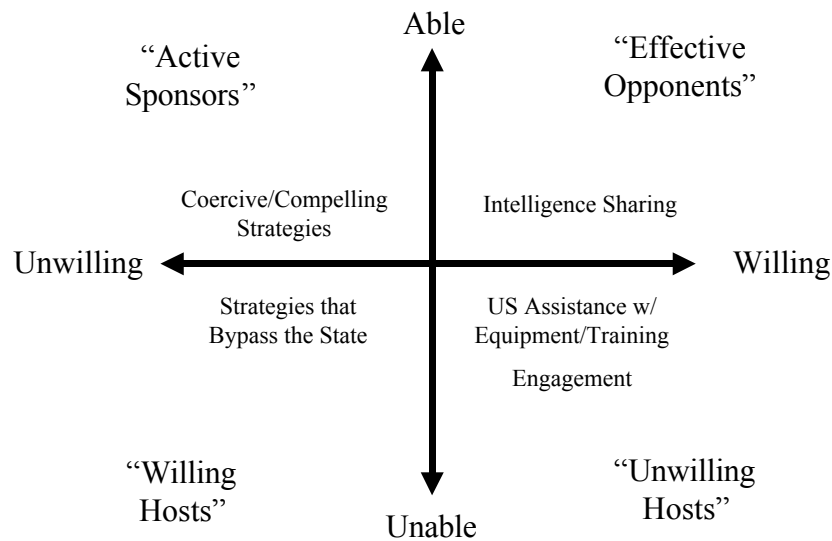 Able
“Active
Sponsors”
“Effective
Opponents”
Coercive/Compelling
Strategies
Intelligence Sharing
Unwilling
Willing
Strategies that
Bypass the State
US Assistance w/
Equipment/Training
Engagement
“Willing
Hosts”
“Unwilling
Hosts”
Unable